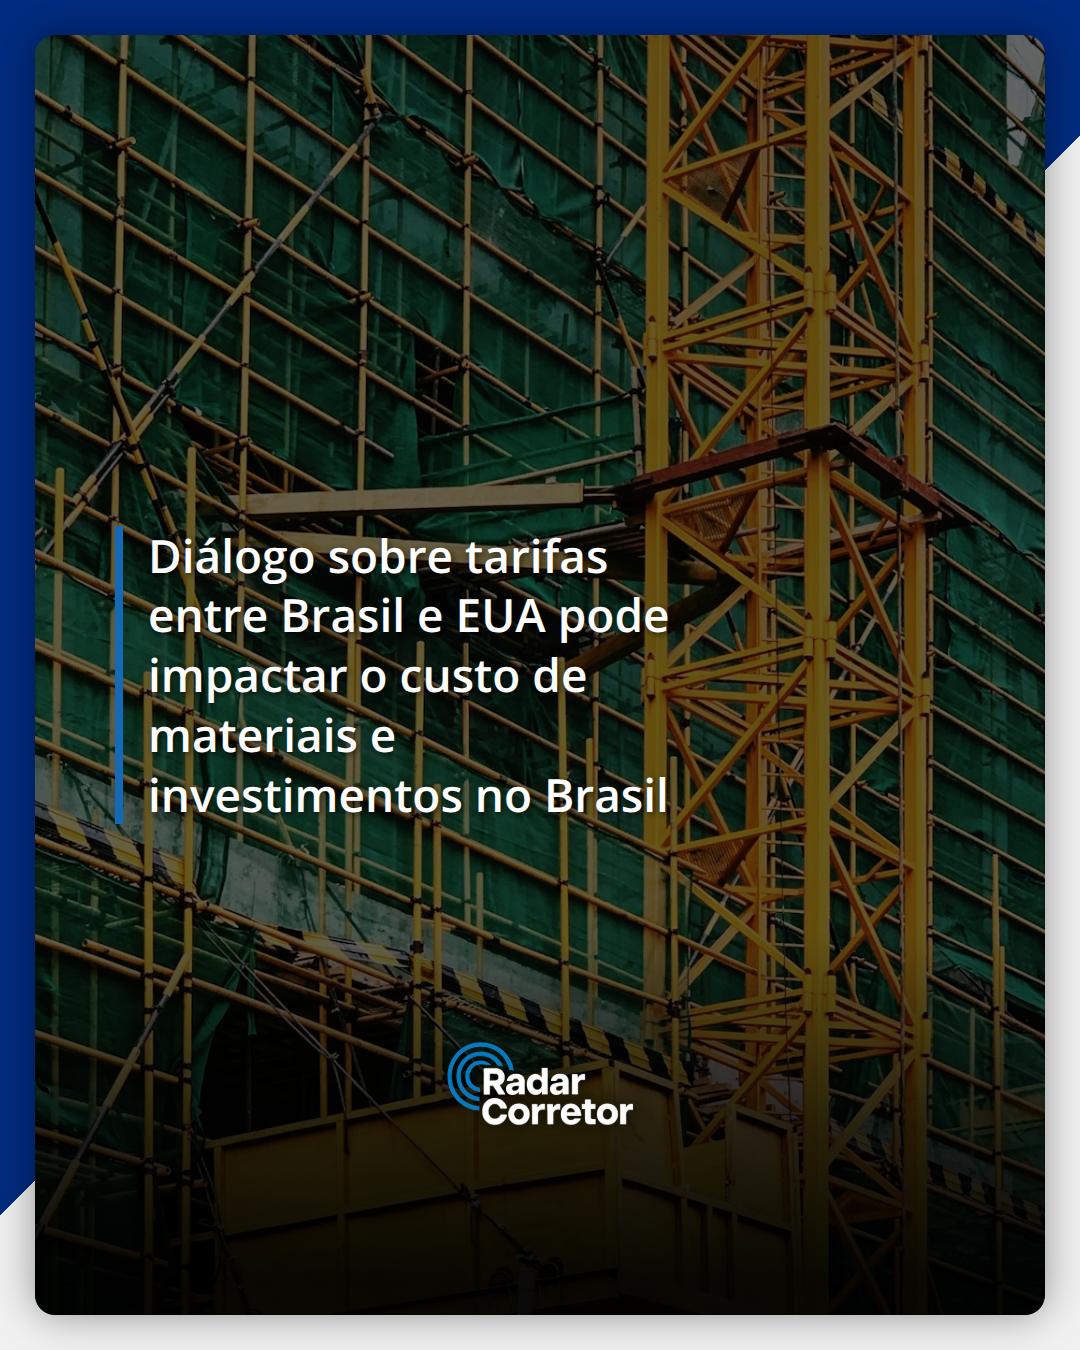 Diálogo sobre tarifas
entre Brasil e EUA pode
impactar o custo de
materiais e
investimentos no Brasil
Radar
Corretor